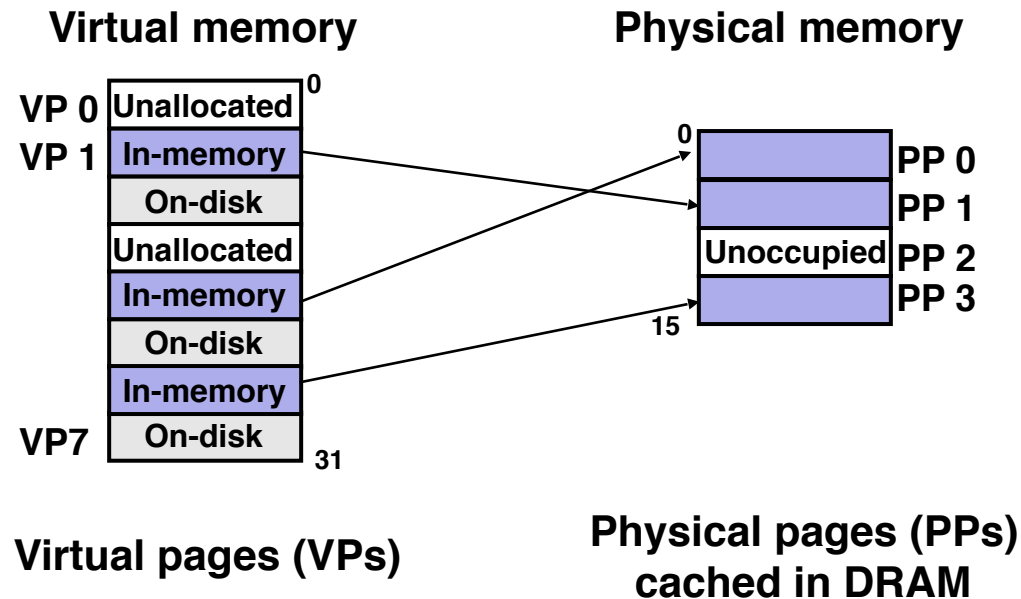 Virtual memory
Physical memory
0
VP 0 Unallocated
VP 1 In-memory
On-disk
Unallocated
In-memory
On-disk
In-memory
VP7 On-disk
31
0
PP 0
PP 1
Unoccupied PP 2
PP 3
15
Virtual pages (VPs)
Physical pages (PPs)
cached in DRAM